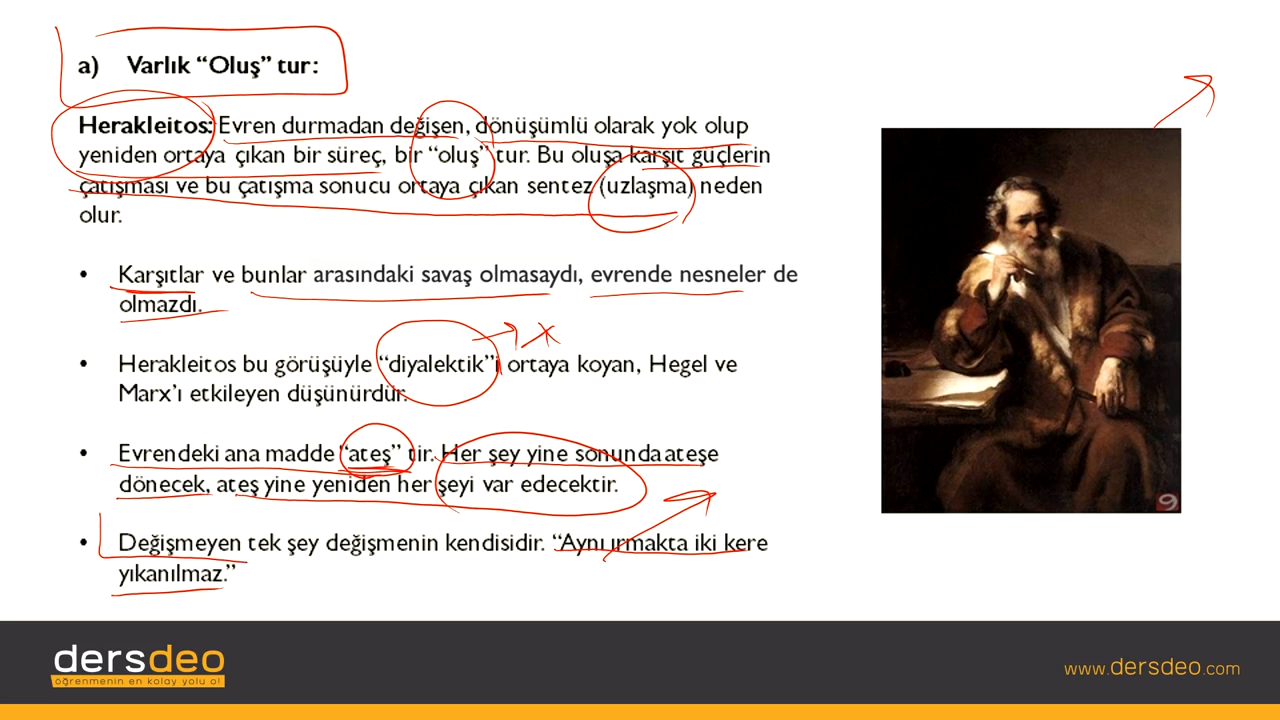 a) Varlık “Oluş” tur:
Herakleitos: Evren durmadan değişen, dönüşümlü olarak yok olup
yeniden ortaya çıkan bir süreç, bir “oluş” tur. Bu oluşa karşıt güçlerin
çatışması ve bu çatışma sonucu ortaya çıkan sentez (uzlaşma) neden
olur.
• Karşıtlar ve bunlar arasındaki savaş olmasaydı, evrende nesneler de
olmazdı.
• Herakleitos bu görüşüyle “diyalektik”i ortaya koyan, Hegel ve
Marx’ı etkileyen düşünürdür.
• Evrendeki ana madde “ateş” tir. Her şey yine sonunda ateşe
dönecek, ateş yine yeniden her şeyi var edecektir.
• Değişmeyen tek şey değişmenin kendisidir. “Aynı ırmakta iki kere
yıkanılmaz.”
9
dersdeo
öğrenmenin en kolay yolu o!
www.dersdeo.com